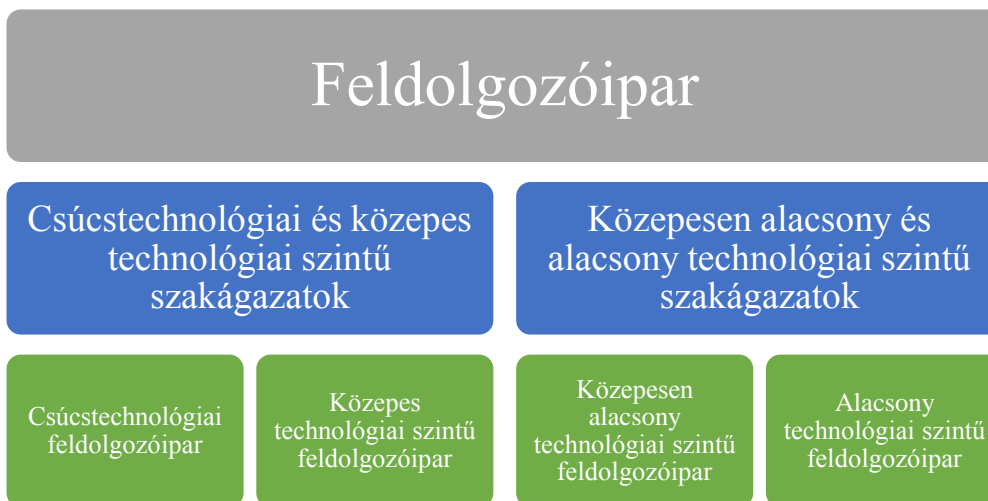 Feldolgozóipar
Csúcstechnológiai és közepes
technológiai szintű
szakágazatok
Közepesen alacsony és
alacsony technológiai szintű
szakágazatok
Csúcstechnológiai
feldolgozóipar
Közepes
technológiai szintű
feldolgozóipar
Közepesen
alacsony
technológiai szintű
feldolgozóipar
Alacsony
technológiai szintű
feldolgozóipar